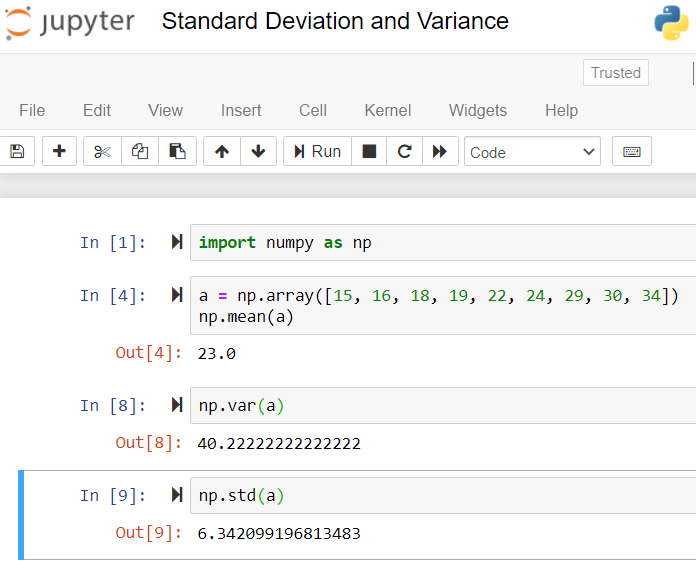 jupyter Standard Deviation and Variance
Trusted
File Edit View Insert Cell Kernel Widgets Help
Run Code
In [1]: import numpy as np
In [4]: a = np.array([15, 16, 18, 19, 22, 24, 29, 30, 34])
np.mean(a)
Out[4]: 23.0
In [8]: np.var(a)
Out[8]: 40.22222222222222
In [9]: np.std(a)
Out[9]: 6.342099196813483